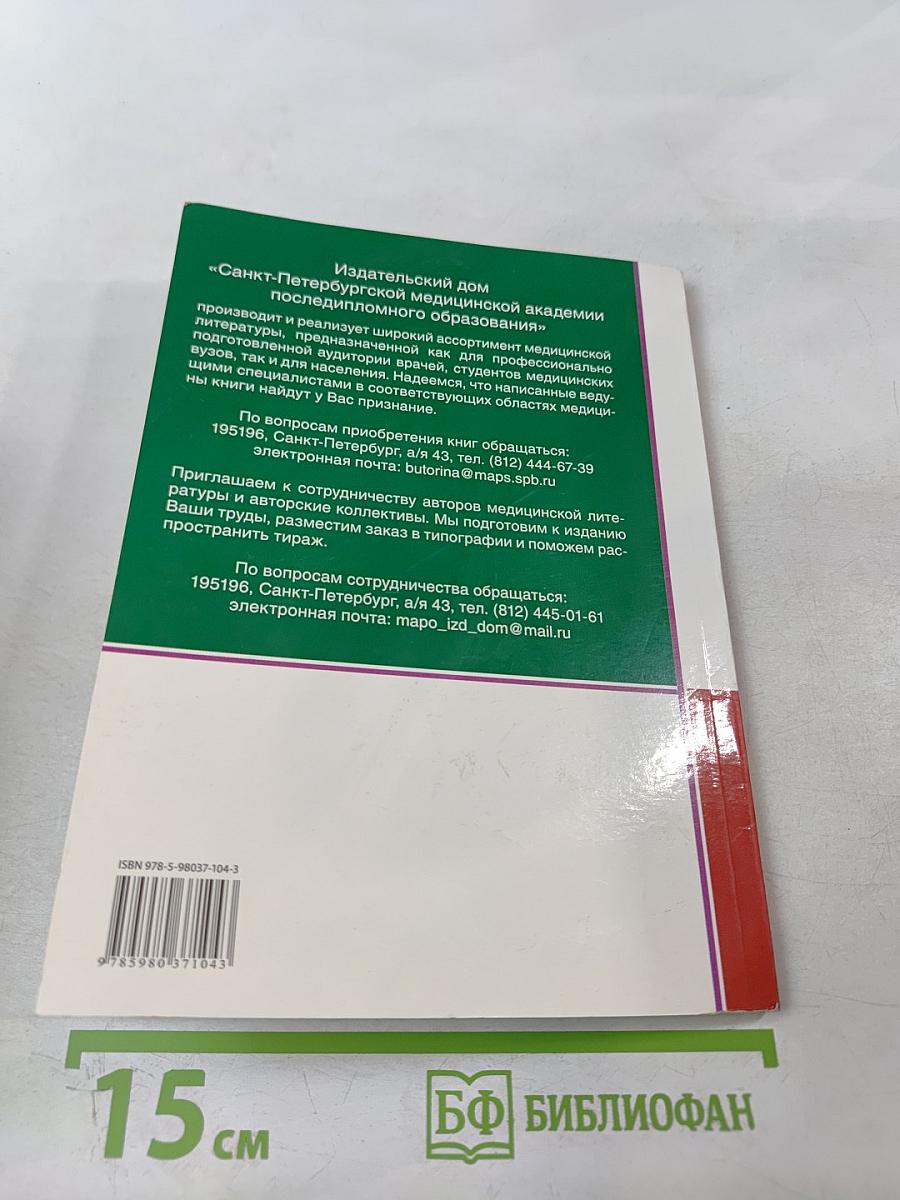 Издательский дом
«Санкт-Петербургской медицинской академии
последипломного образования»
производит и реализует широкий ассортимент медицинской
литературы, предназначенной как для профессионально
подготовленной аудитории врачей, студентов медицинских
вузов, так и для населения. Надеемся, что написанные веду-
щими специалистами в соответствующих областях медици-
ны книги найдут у Вас признание.
По вопросам приобретения книг обращаться:
195196, Санкт-Петербург, а/я 43, тел. (812) 444-67-39
электронная почта: butorina@maps.spb.ru
Приглашаем к сотрудничеству авторов медицинской лите-
ратуры и авторские коллективы. Мы подготовим к изданию
Ваши труды, разместим заказ в типографии и поможем рас-
пространить тираж.
По вопросам сотрудничества обращаться:
195196, Санкт-Петербург, а/я 43, тел. (812) 445-01-61
электронная почта: mapo_izd_dom@mail.ru
ISBN 978-5-98037-104-3
9 785980 371043
15 см
БФ БИБЛИОФАН